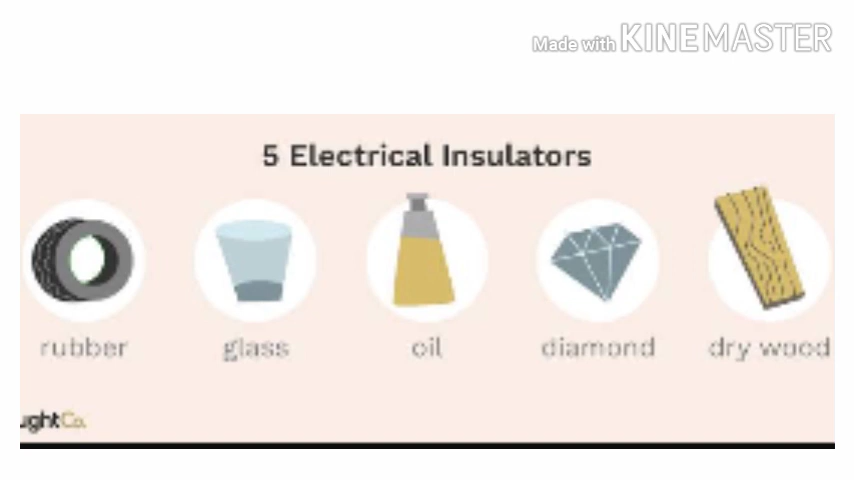 Made with KINEMASTER
5 Electrical Insulators
rubber glass oil diamond dry wood
ughtCo.